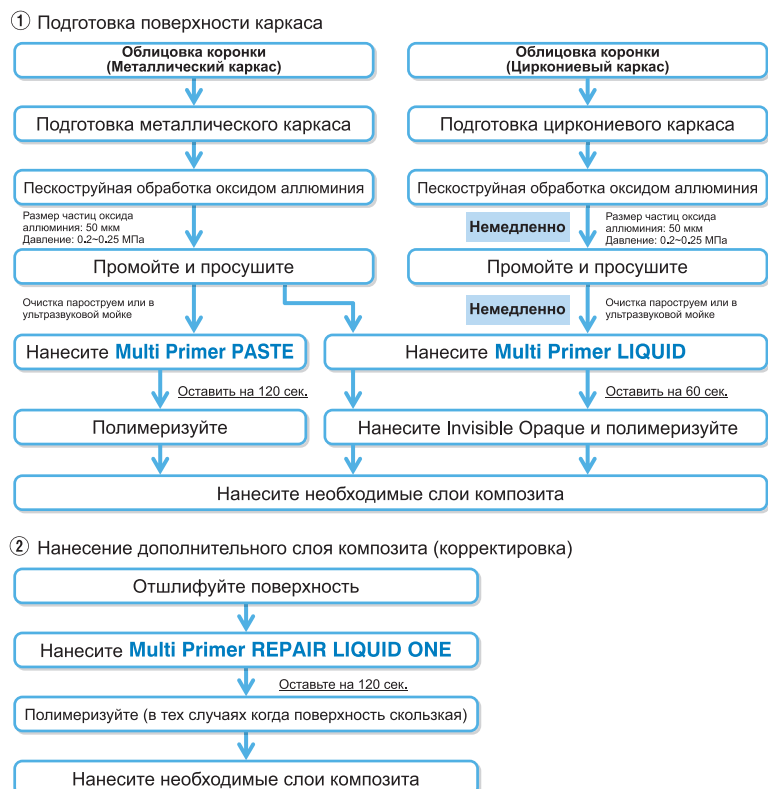 ① Подготовка поверхности каркаса
Облицовка коронки
(Металлический каркас)
Облицовка коронки
(Циркониевый каркас)
Подготовка металлического каркаса
Подготовка циркониевого каркаса
Пескоструйная обработка оксидом аллюминия
Пескоструйная обработка оксидом аллюминия
Размер частиц оксида
аллюминия: 50 мкм
Давление: 0.2~0.25 МПа
Немедленно
Размер частиц оксида
аллюминия: 50 мкм
Давление: 0.2~0.25 МПа
Промойте и просушите
Промойте и просушите
Очистка пароструем или в
ультразвуковой мойке
Немедленно
Очистка пароструем или в
ультразвуковой мойке
Нанесите Multi Primer PASTE
Нанесите Multi Primer LIQUID
Оставить на 120 сек.
Оставить на 60 сек.
Полимеризуйте
Нанесите Invisible Opaque и полимеризуйте
Нанесите необходимые слои композита
② Нанесение дополнительного слоя композита (корректировка)
Отшлифуйте поверхность
Нанесите Multi Primer REPAIR LIQUID ONE
Оставьте на 120 сек.
Полимеризуйте (в тех случаях когда поверхность скользкая)
Нанесите необходимые слои композита